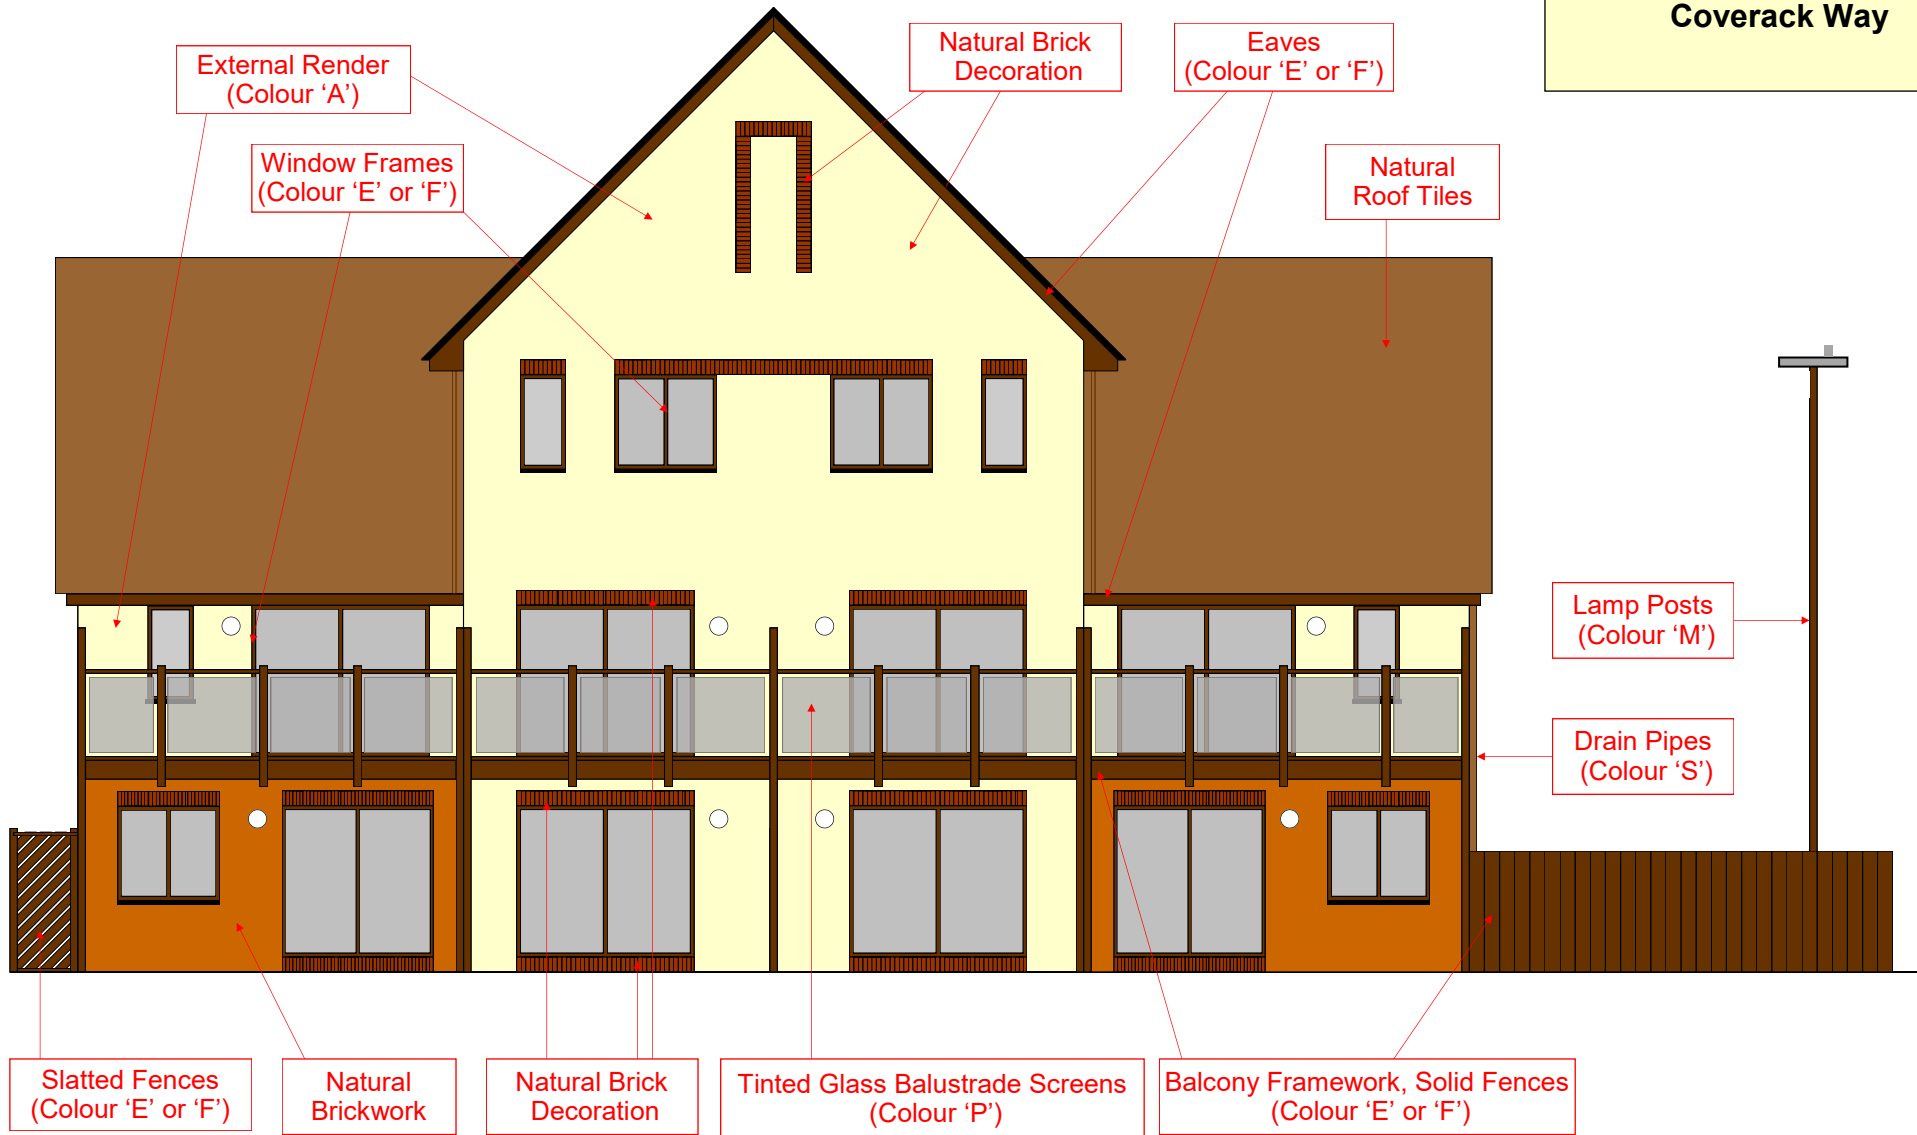 Coverack Way
External Render
(Colour ‘A’)
Natural Brick
Decoration
Eaves
(Colour ‘E’ or ‘F’)
Window Frames
(Colour ‘E’ or ‘F’)
Natural
Roof Tiles
Lamp Posts
(Colour ‘M’)
Drain Pipes
(Colour ‘S’)
Slatted Fences
(Colour ‘E’ or ‘F’)
Natural
Brickwork
Natural Brick
Decoration
Tinted Glass Balustrade Screens
(Colour ‘P’)
Balcony Framework, Solid Fences
(Colour ‘E’ or ‘F’)